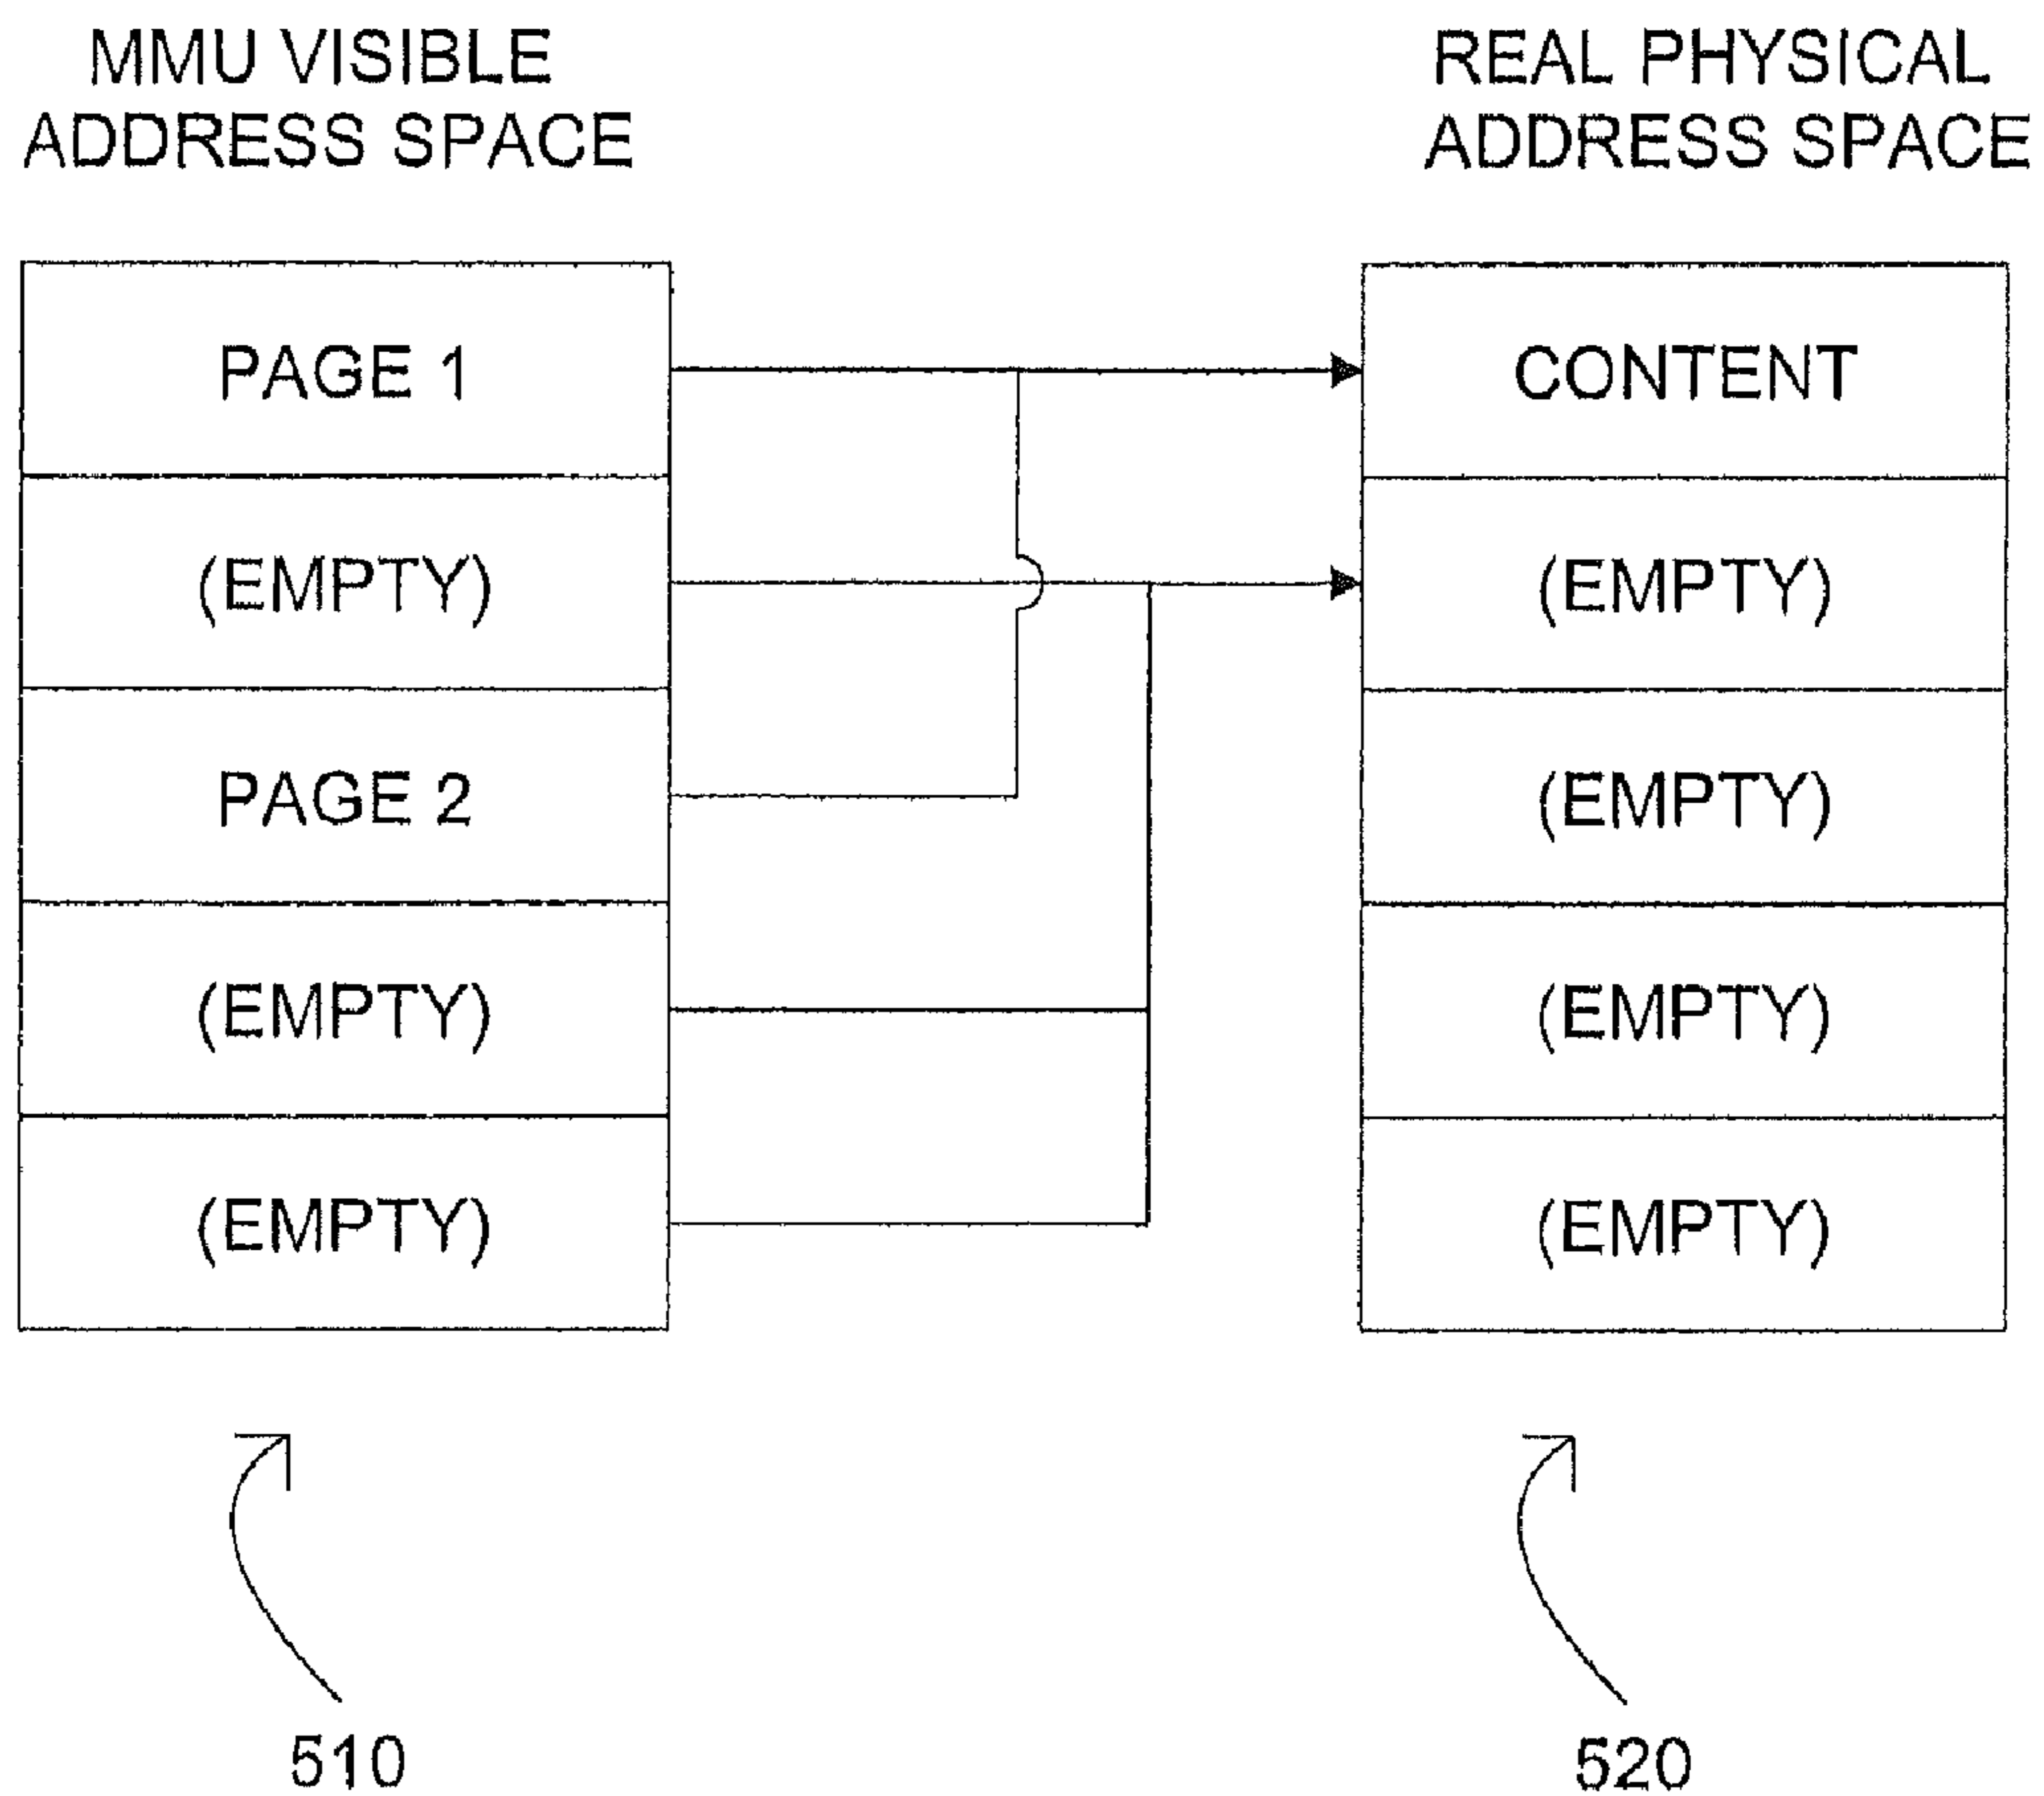 MMU VISIBLE
ADDRESS SPACE
PAGE 1
(EMPTY)
PAGE 2
(EMPTY)
(EMPTY)
510
REAL PHYSICAL
ADDRESS SPACE
CONTENT
(EMPTY)
(EMPTY)
(EMPTY)
(EMPTY)
520